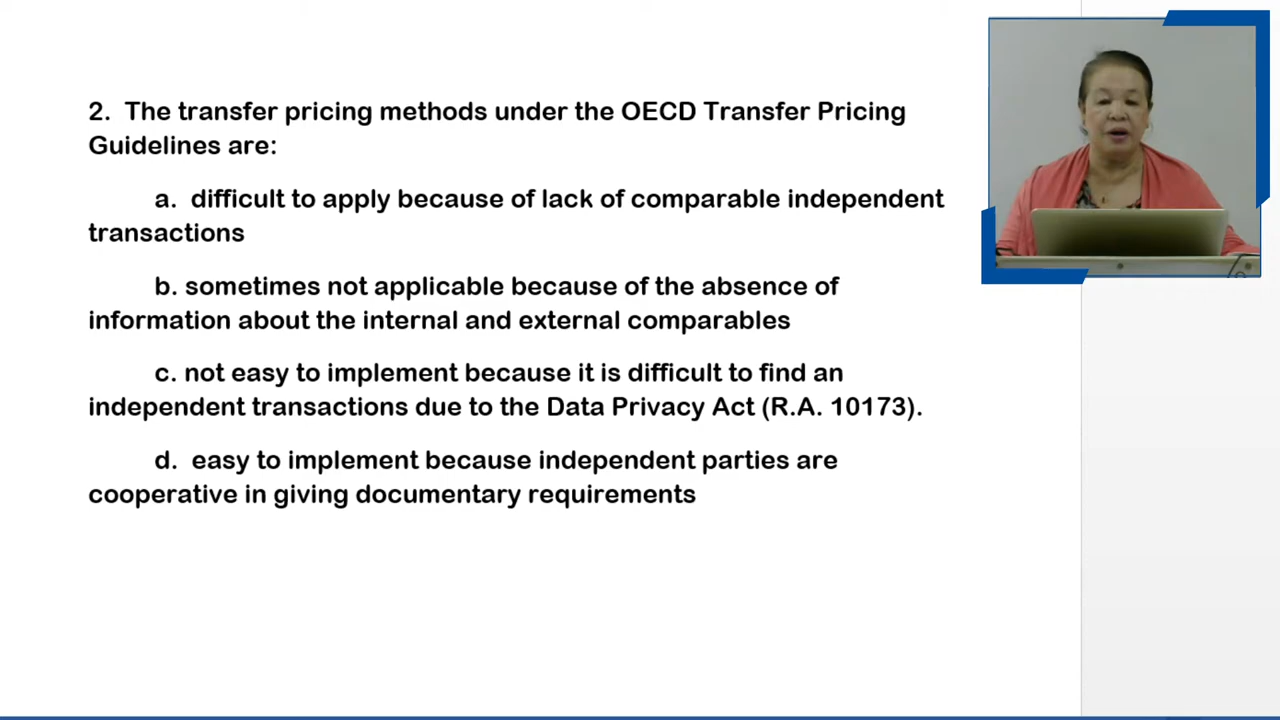 2. The transfer pricing methods under the OECD Transfer Pricing
Guidelines are:
a. difficult to apply because of lack of comparable independent
transactions
b. sometimes not applicable because of the absence of
information about the internal and external comparables
c. not easy to implement because it is difficult to find an
independent transactions due to the Data Privacy Act (R.A. 10173).
d. easy to implement because independent parties are
cooperative in giving documentary requirements